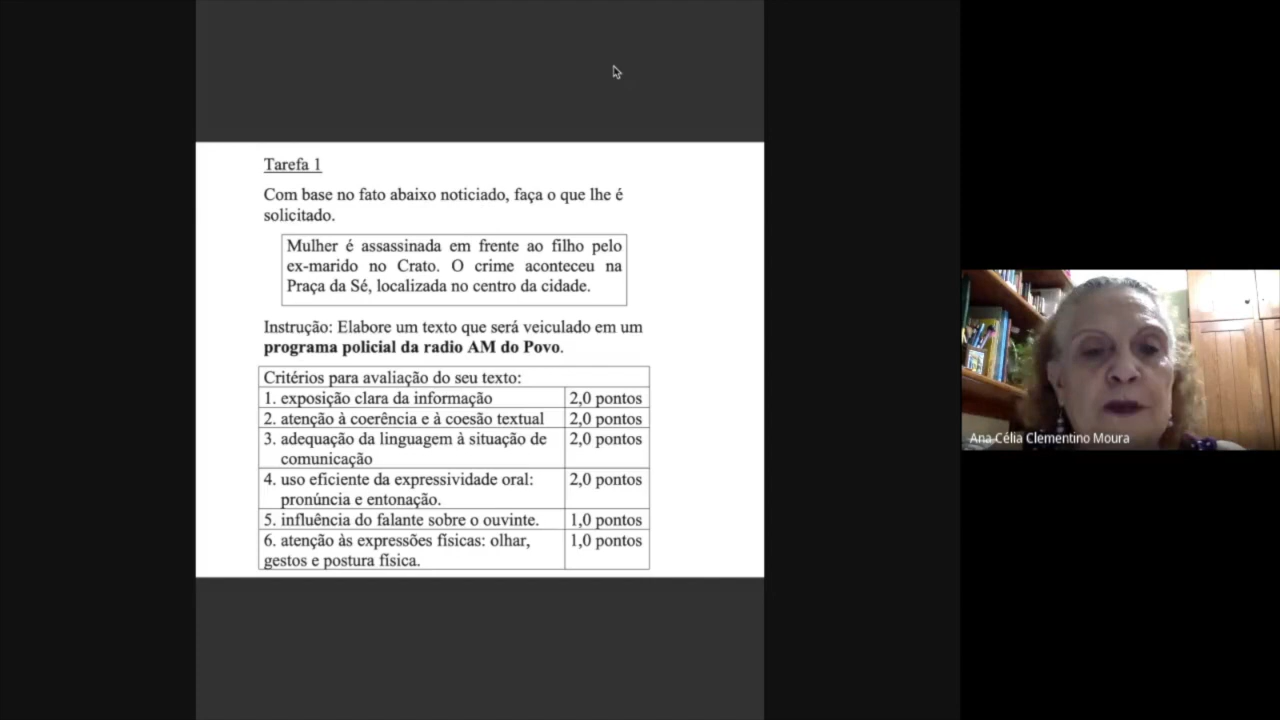 Tarefa 1
Com base no fato abaixo noticiado, faça o que lhe é
solicitado.
Mulher é assassinada em frente ao filho pelo
ex-marido no Crato. O crime aconteceu na
Praça da Sé, localizada no centro da cidade.
Instrução: Elabore um texto que será veiculado em um
programa policial da radio AM do Povo.
Critérios para avaliação do seu texto:
1. exposição clara da informação 2,0 pontos
2. atenção à coerência e à coesão textual 2,0 pontos
3. adequação da linguagem à situação de 2,0 pontos
comunicação
4. uso eficiente da expressividade oral: 2,0 pontos
pronúncia e entonação.
5. influência do falante sobre o ouvinte. 1,0 pontos
6. atenção às expressões físicas: olhar, 1,0 pontos
gestos e postura física.
Ana Célia Clementino Moura